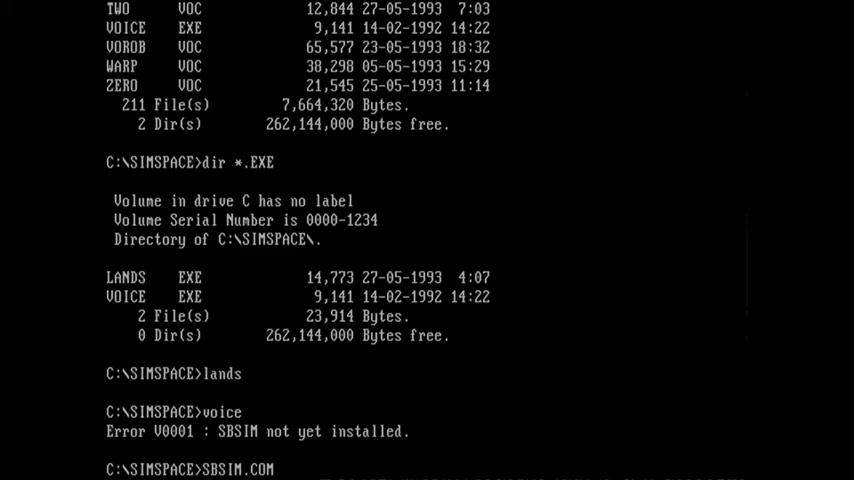 TWO VOC 12,844 27-05-1993 7:03
VOICE EXE 9,141 14-02-1992 14:22
VOROB VOC 65,577 23-05-1993 18:32
WARP VOC 38,298 05-05-1993 15:29
ZERO VOC 21,545 25-05-1993 11:14
211 File(s) 7,664,320 Bytes.
2 Dir(s) 262,144,000 Bytes free.
C:\SIMSPACE>dir *.EXE
Volume in drive C has no label
Volume Serial Number is 0000-1234
Directory of C:\SIMSPACE\.
LANDS EXE 14,773 27-05-1993 4:07
VOICE EXE 9,141 14-02-1992 14:22
2 File(s) 23,914 Bytes.
0 Dir(s) 262,144,000 Bytes free.
C:\SIMSPACE>lands
C:\SIMSPACE>voice
Error V0001 : SBSIM not yet installed.
C:\SIMSPACE>SBSIM.COM